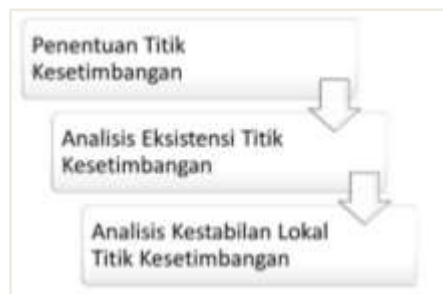 Penentuan Titik
Kesetimbangan
Analisis Eksistensi Titik
Kesetimbangan
Analisis Kestabilan Lokal
Titik Kesetimbangan